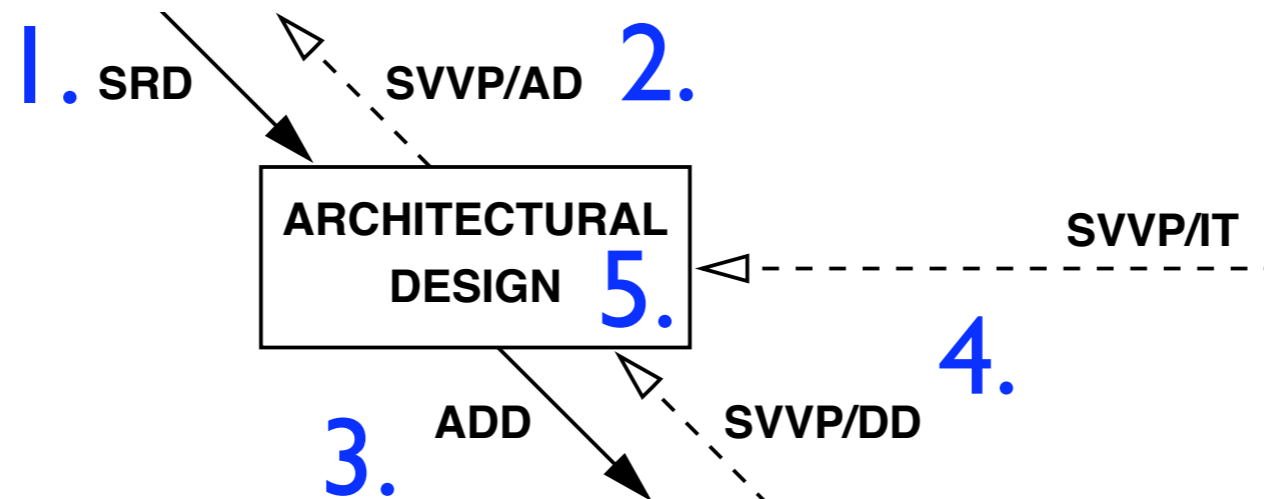 1. SRD SVVP/AD 2.
ARCHITECTURAL
SVVP/IT
DESIGN 5.
4.
3. ADD SVVP/DD